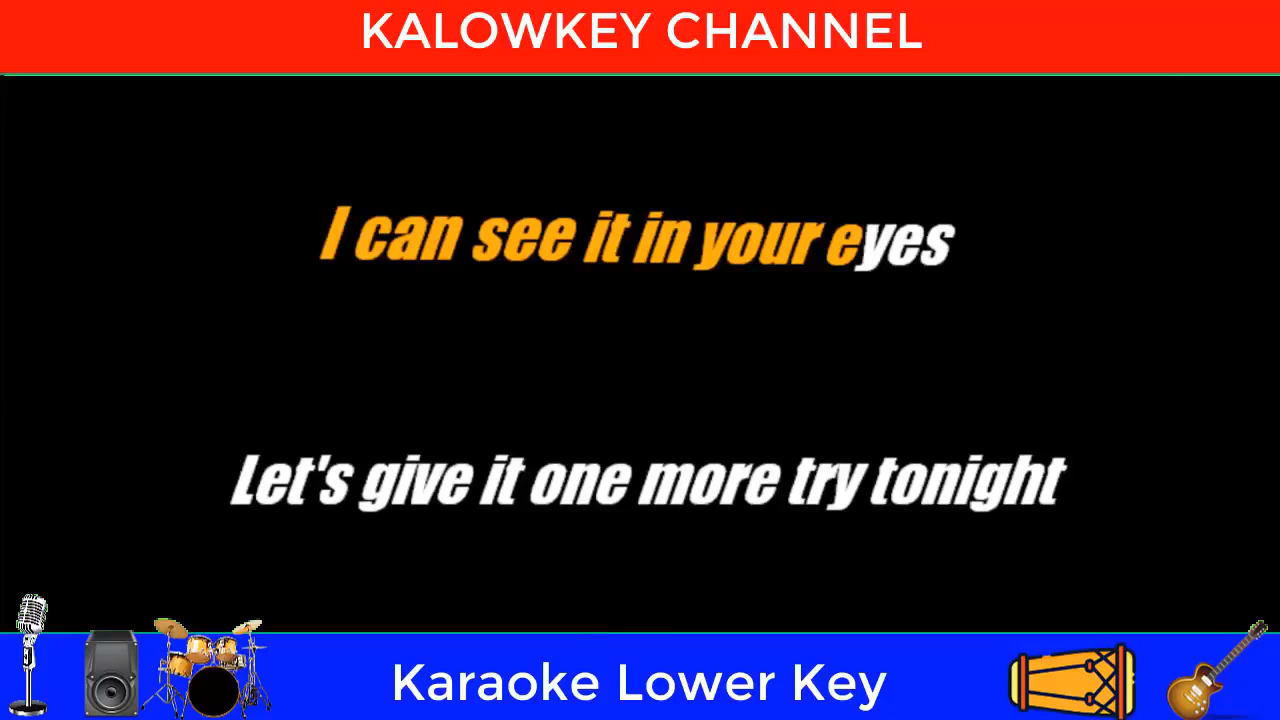 KALOWKEY CHANNEL
I can see it in your eyes
Let's give it one more try tonight
Karaoke Lower Key